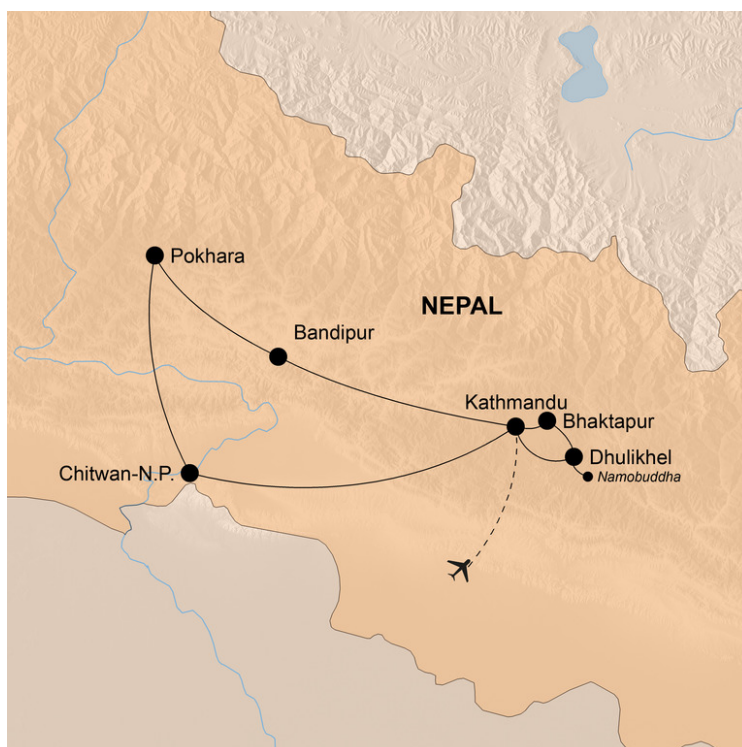 Pokhara
NEPAL
Bandipur
Kathmandu
Bhaktapur
Dhulikhel
Chitwan-N.P.
Namobuddha